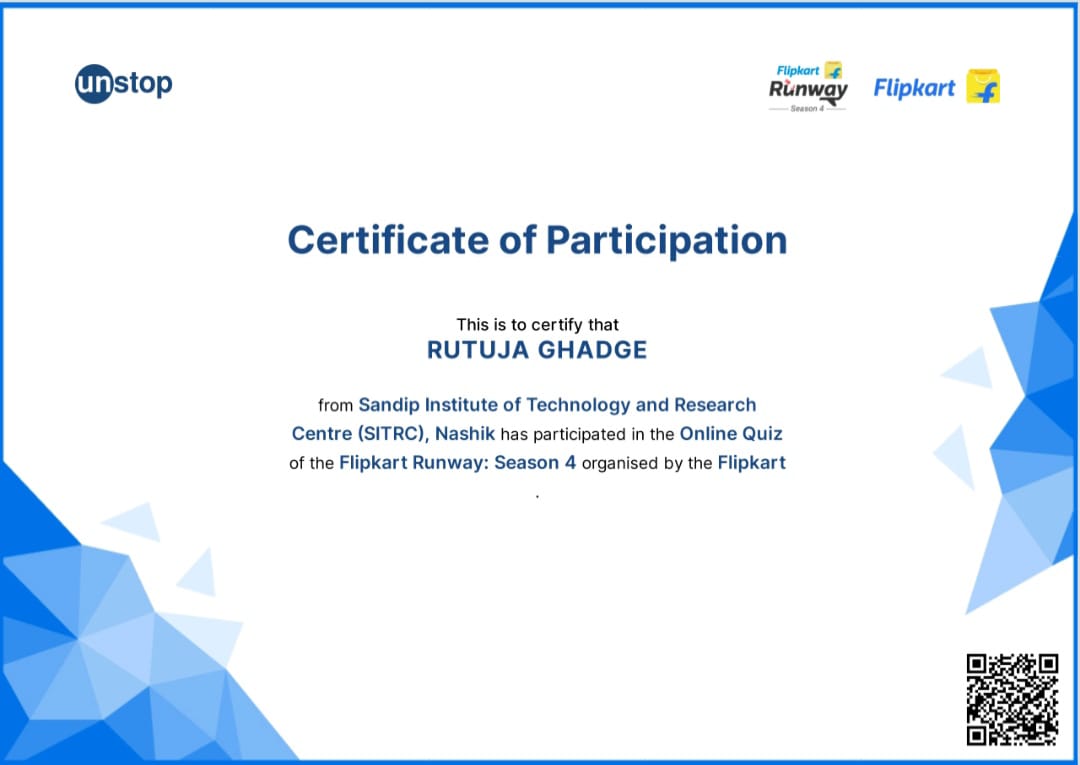 unstop
Flipkart
Runway
Season 4
Flipkart
Certificate of Participation
This is to certify that
RUTUJA GHADGE
from Sandip Institute of Technology and Research
Centre (SITRC), Nashik has participated in the Online Quiz
of the Flipkart Runway: Season 4 organised by the Flipkart
.